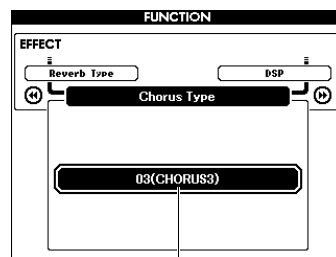 FUNCTION
EFFECT
Reverb Type
DSP
Chorus Type
03(CHORUS3)